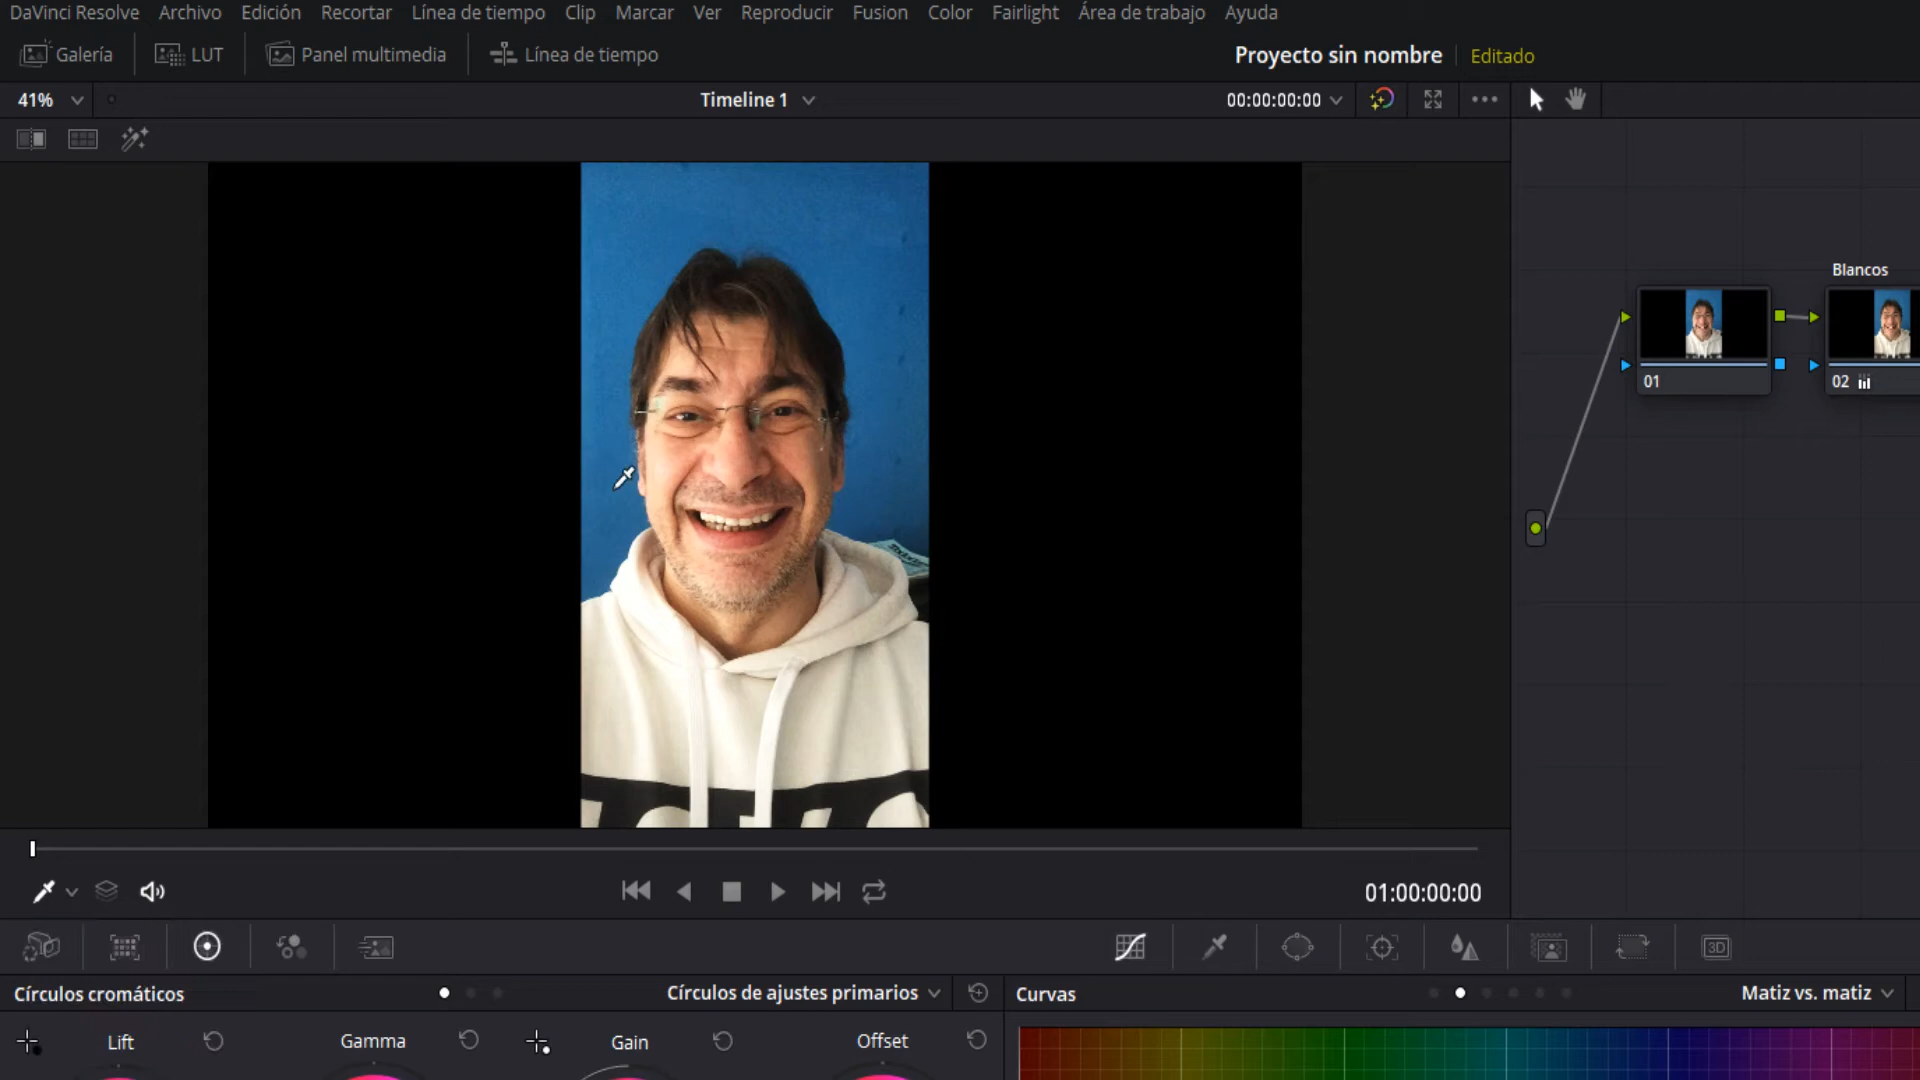 DaVinci Resolve Archivo Edición Recortar Línea de tiempo Clip Marcar Ver Reproducir Fusion Color Fairlight Área de trabajo Ayuda
Galería LUT Panel multimedia Línea de tiempo Proyecto sin nombre Editado
41% Timeline 1 00:00:00:00
Blancos
01 02
01:00:00:00
3D
Círculos cromáticos Círculos de ajustes primarios Curvas Matiz vs. matiz
Lift Gamma Gain Offset